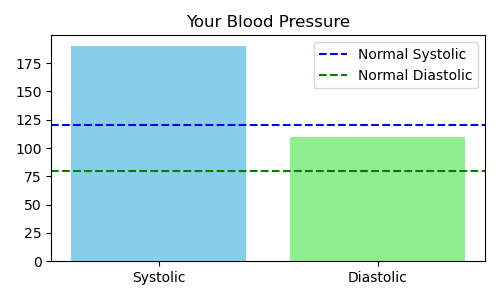 Your Blood Pressure
Normal Systolic
Normal Diastolic
175
150
125
100
75
50
25
0
Systolic
Diastolic